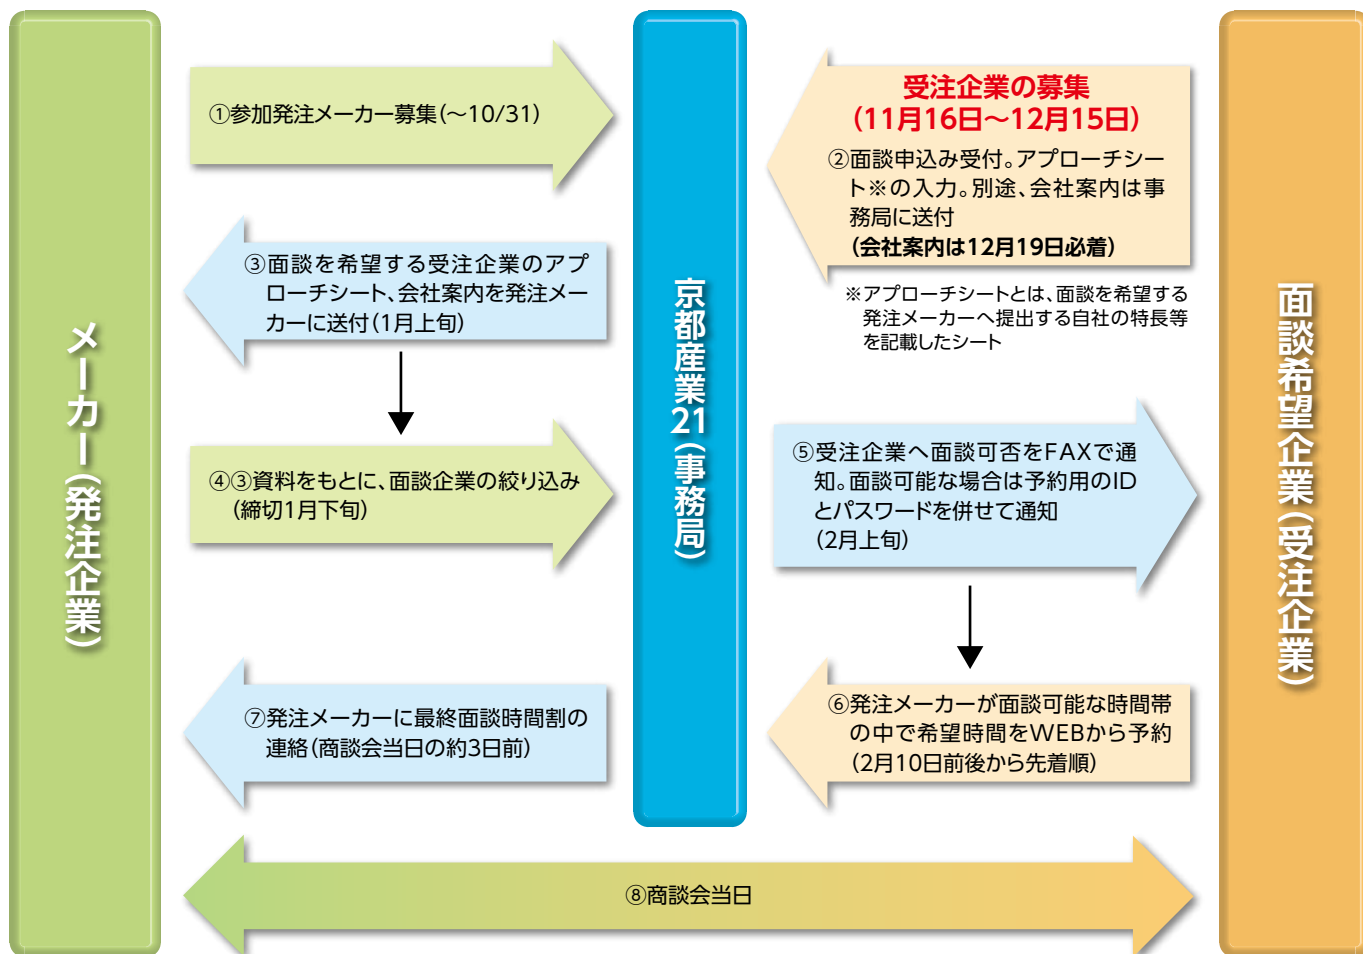 メーカー（発注企業）
①参加発注メーカー募集（～10/31）
京都産業21（事務局）
受注企業の募集
（11月16日～12月15日）
②面談申込み受付。アプローチシー
ト※の入力。別途、会社案内は事
務局に送付
（会社案内は12月19日必着）
※アプローチシートとは、面談を希望する
発注メーカーへ提出する自社の特長等
を記載したシート
面談希望企業（受注企業）
③面談を希望する受注企業のアプ
ローチシート、会社案内を発注メー
カーに送付（1月上旬）
④③資料をもとに、面談企業の絞り込み
（締切1月下旬）
⑤受注企業へ面談可否をFAXで通
知。面談可能な場合は予約用のID
とパスワードを併せて通知
（2月上旬）
⑥発注メーカーが面談可能な時間帯
の中で希望時間をWEBから予約
（2月10日前後から先着順）
⑦発注メーカーに最終面談時間割の
連絡（商談会当日の約3日前）
⑧商談会当日